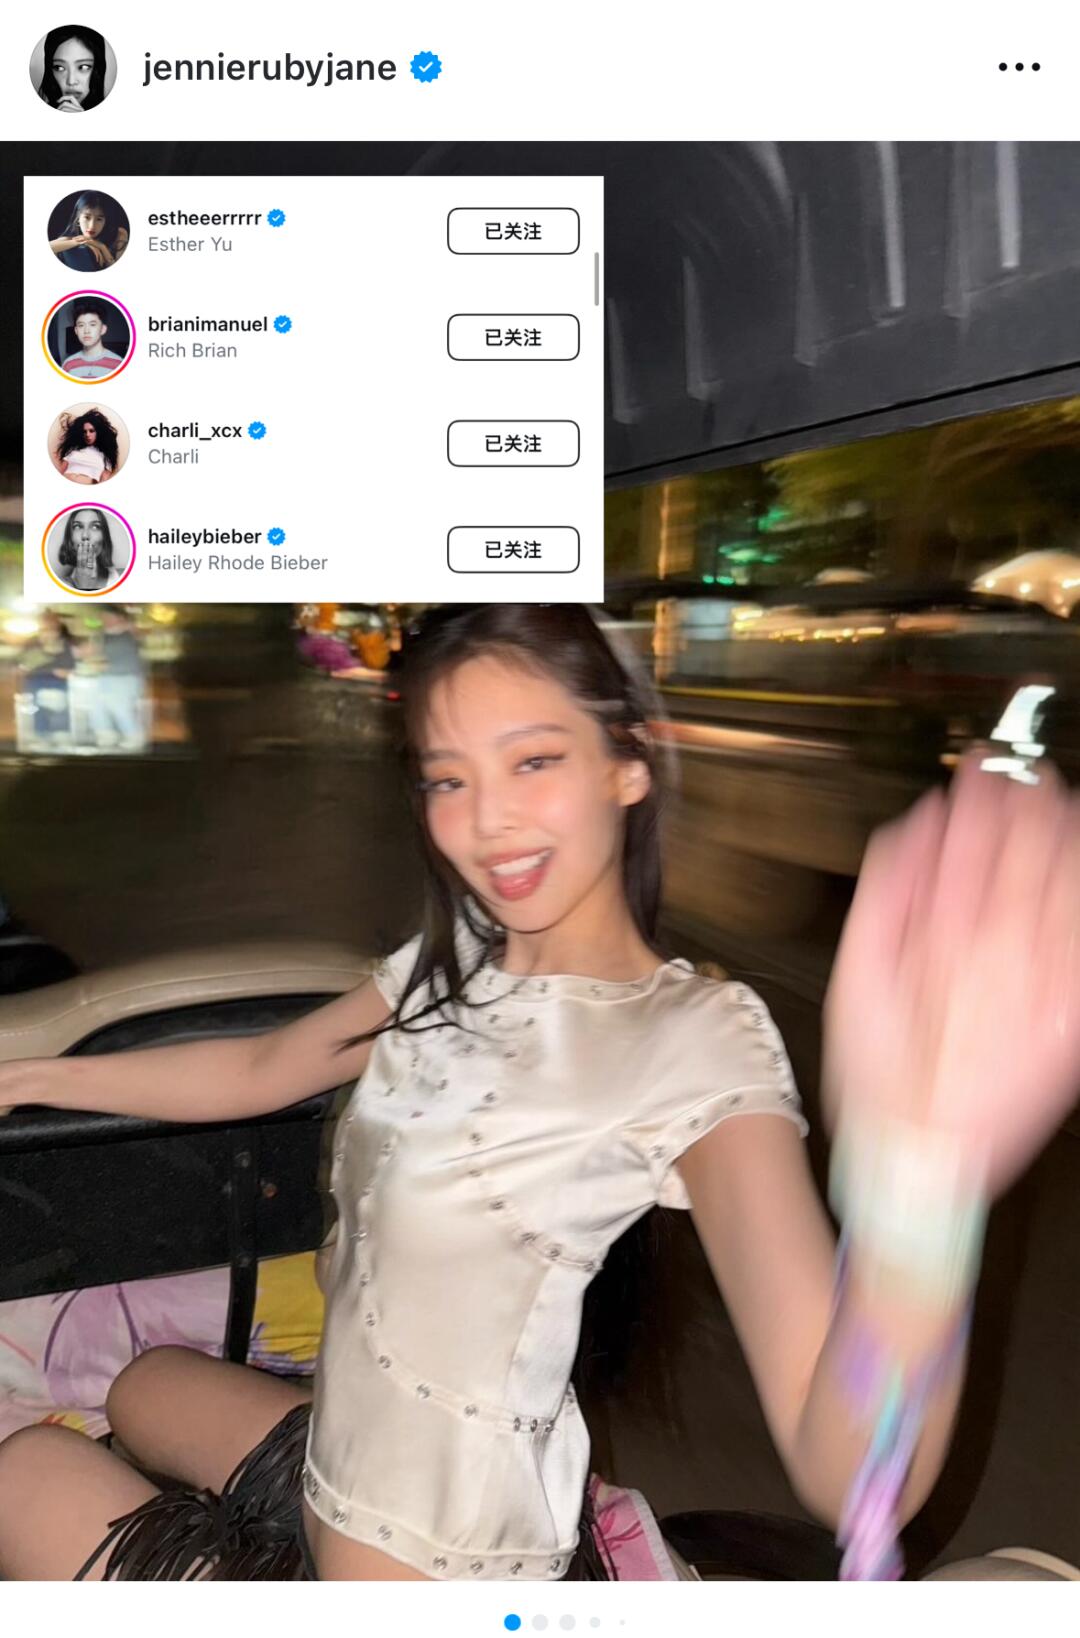 jennierubyjane
estheeerrrrr
Esther Yu
已关注
brianimanuel
Rich Brian
已关注
charli_xcx
Charli
已关注
haileybieber
Hailey Rhode Bieber
已关注